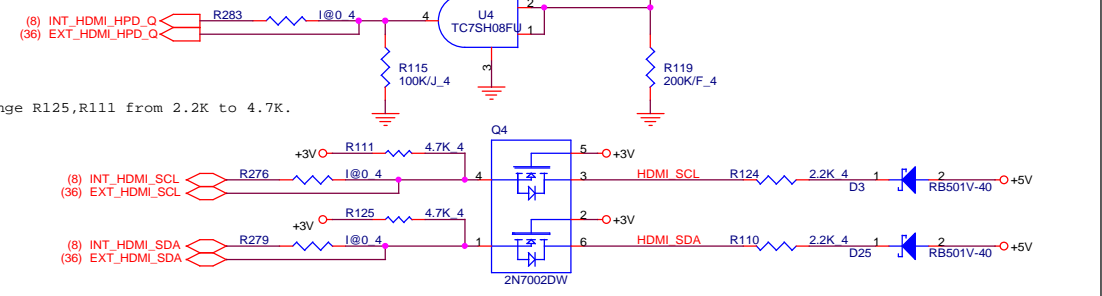 (8) INT_HDMI_HPD_Q R283 I@0_4 4 U4 2
(36) EXT_HDMI_HPD_Q TC7SH08FU 1
3
R115 R119
100K/J_4 200K/F_4
nge R125,R111 from 2.2K to 4.7K.
Q4
+3V R111 4.7K_4 5 +3V
(8) INT_HDMI_SCL R276 I@0_4 4 3 HDMI_SCL R124 2.2K_4 1 2 +5V
(36) EXT_HDMI_SCL D3 RB501V-40
+3V R125 4.7K_4 2 +3V
(8) INT_HDMI_SDA R279 I@0_4 1 6 HDMI_SDA R110 2.2K_4 1 2 +5V
(36) EXT_HDMI_SDA D25 RB501V-40
2N7002DW